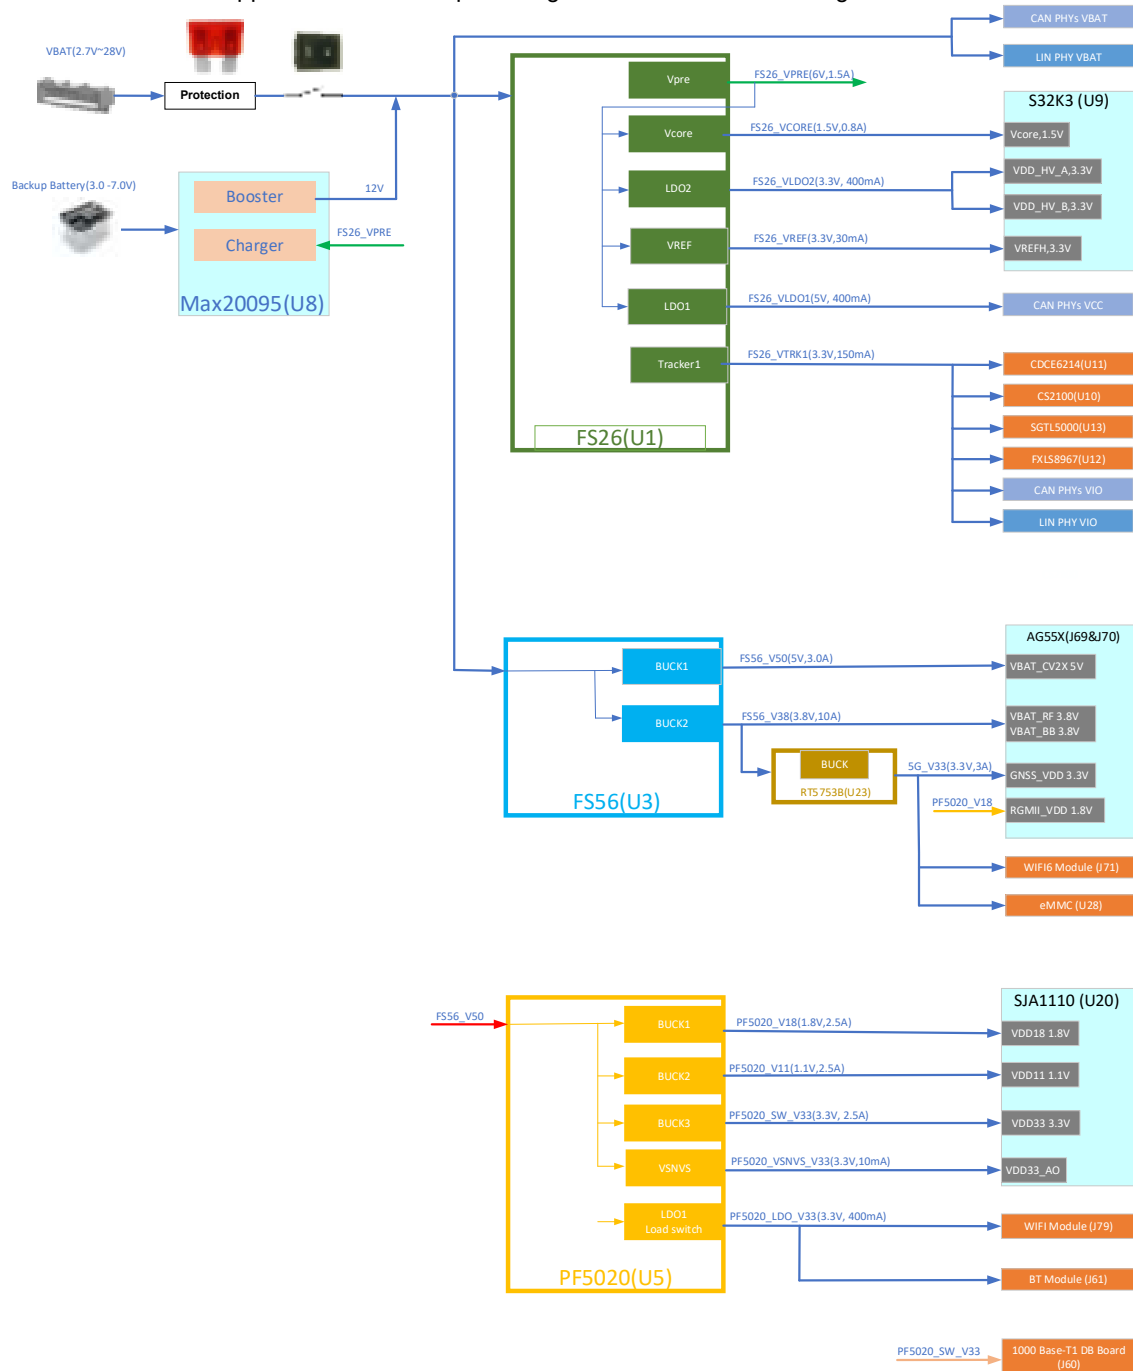 CAN PHYs VBAT
LIN PHY VBAT
VBAT(2.7V~28V)
Protection
Backup Battery(3.0 -7.0V)
Booster
12V
Charger
FS26_VPRE
Max20095(U8)
Vpre
FS26_VPRE(6V,1.5A)
Vcore
FS26_VCORE(1.5V,0.8A)
LDO2
FS26_VLDO2(3.3V, 400mA)
VREF
FS26_VREF(3.3V,30mA)
LDO1
FS26_VLDO1(5V, 400mA)
Tracker1
FS26_VTRK1(3.3V,150mA)
FS26(U1)
S32K3 (U9)
Vcore,1.5V
VDD_HV_A,3.3V
VDD_HV_B,3.3V
VREFH,3.3V
CAN PHYs VCC
CDCE6214(U11)
CS2100(U10)
SGTL5000(U13)
FXLS8967(U12)
CAN PHYs VIO
LIN PHY VIO
BUCK1
FS56_V50(5V,3.0A)
BUCK2
FS56_V38(3.8V,10A)
FS56(U3)
BUCK
RT5753B(U23)
5G_V33(3.3V,3A)
PF5020_V18
AG55X(J69&J70)
VBAT_CV2X 5V
VBAT_RF 3.8V
VBAT_BB 3.8V
GNSS_VDD 3.3V
RGMII_VDD 1.8V
WIFI6 Module (J71)
eMMC (U28)
FS56_V50
BUCK1
PF5020_V18(1.8V,2.5A)
BUCK2
PF5020_V11(1.1V,2.5A)
BUCK3
PF5020_SW_V33(3.3V, 2.5A)
VSNVS
PF5020_VSNVS_V33(3.3V,10mA)
LDO1
Load switch
PF5020_LDO_V33(3.3V, 400mA)
PF5020(U5)
SJA1110 (U20)
VDD18 1.8V
VDD11 1.1V
VDD33 3.3V
VDD33_AO
WIFI Module (J79)
BT Module (J61)
PF5020_SW_V33
1000 Base-T1 DB Board
(J60)